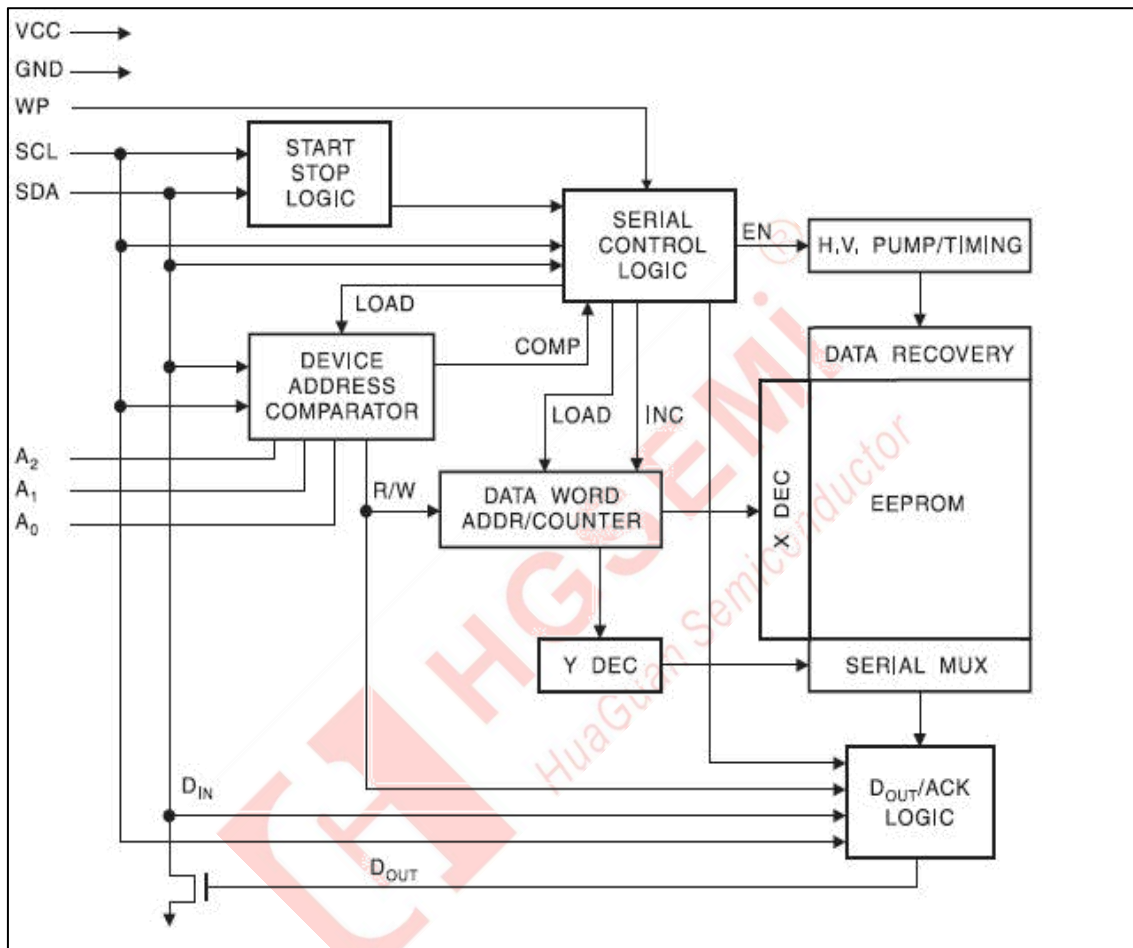 VCC
GND
WP
SCL
SDA
START
STOP
LOGIC
SERIAL
CONTROL
LOGIC
EN
H.V. PUMP/TIMING
LOAD
COMP
DEVICE
ADDRESS
COMPARATOR
DATA RECOVERY
LOAD
INC
A2
A1
A0
R/W
DATA WORD
ADDR/COUNTER
X DEC
EEPROM
Y DEC
SERIAL MUX
DIN
DOUT/ACK
LOGIC
DOUT
HGSEMi
®
HuaGuan Semiconductor